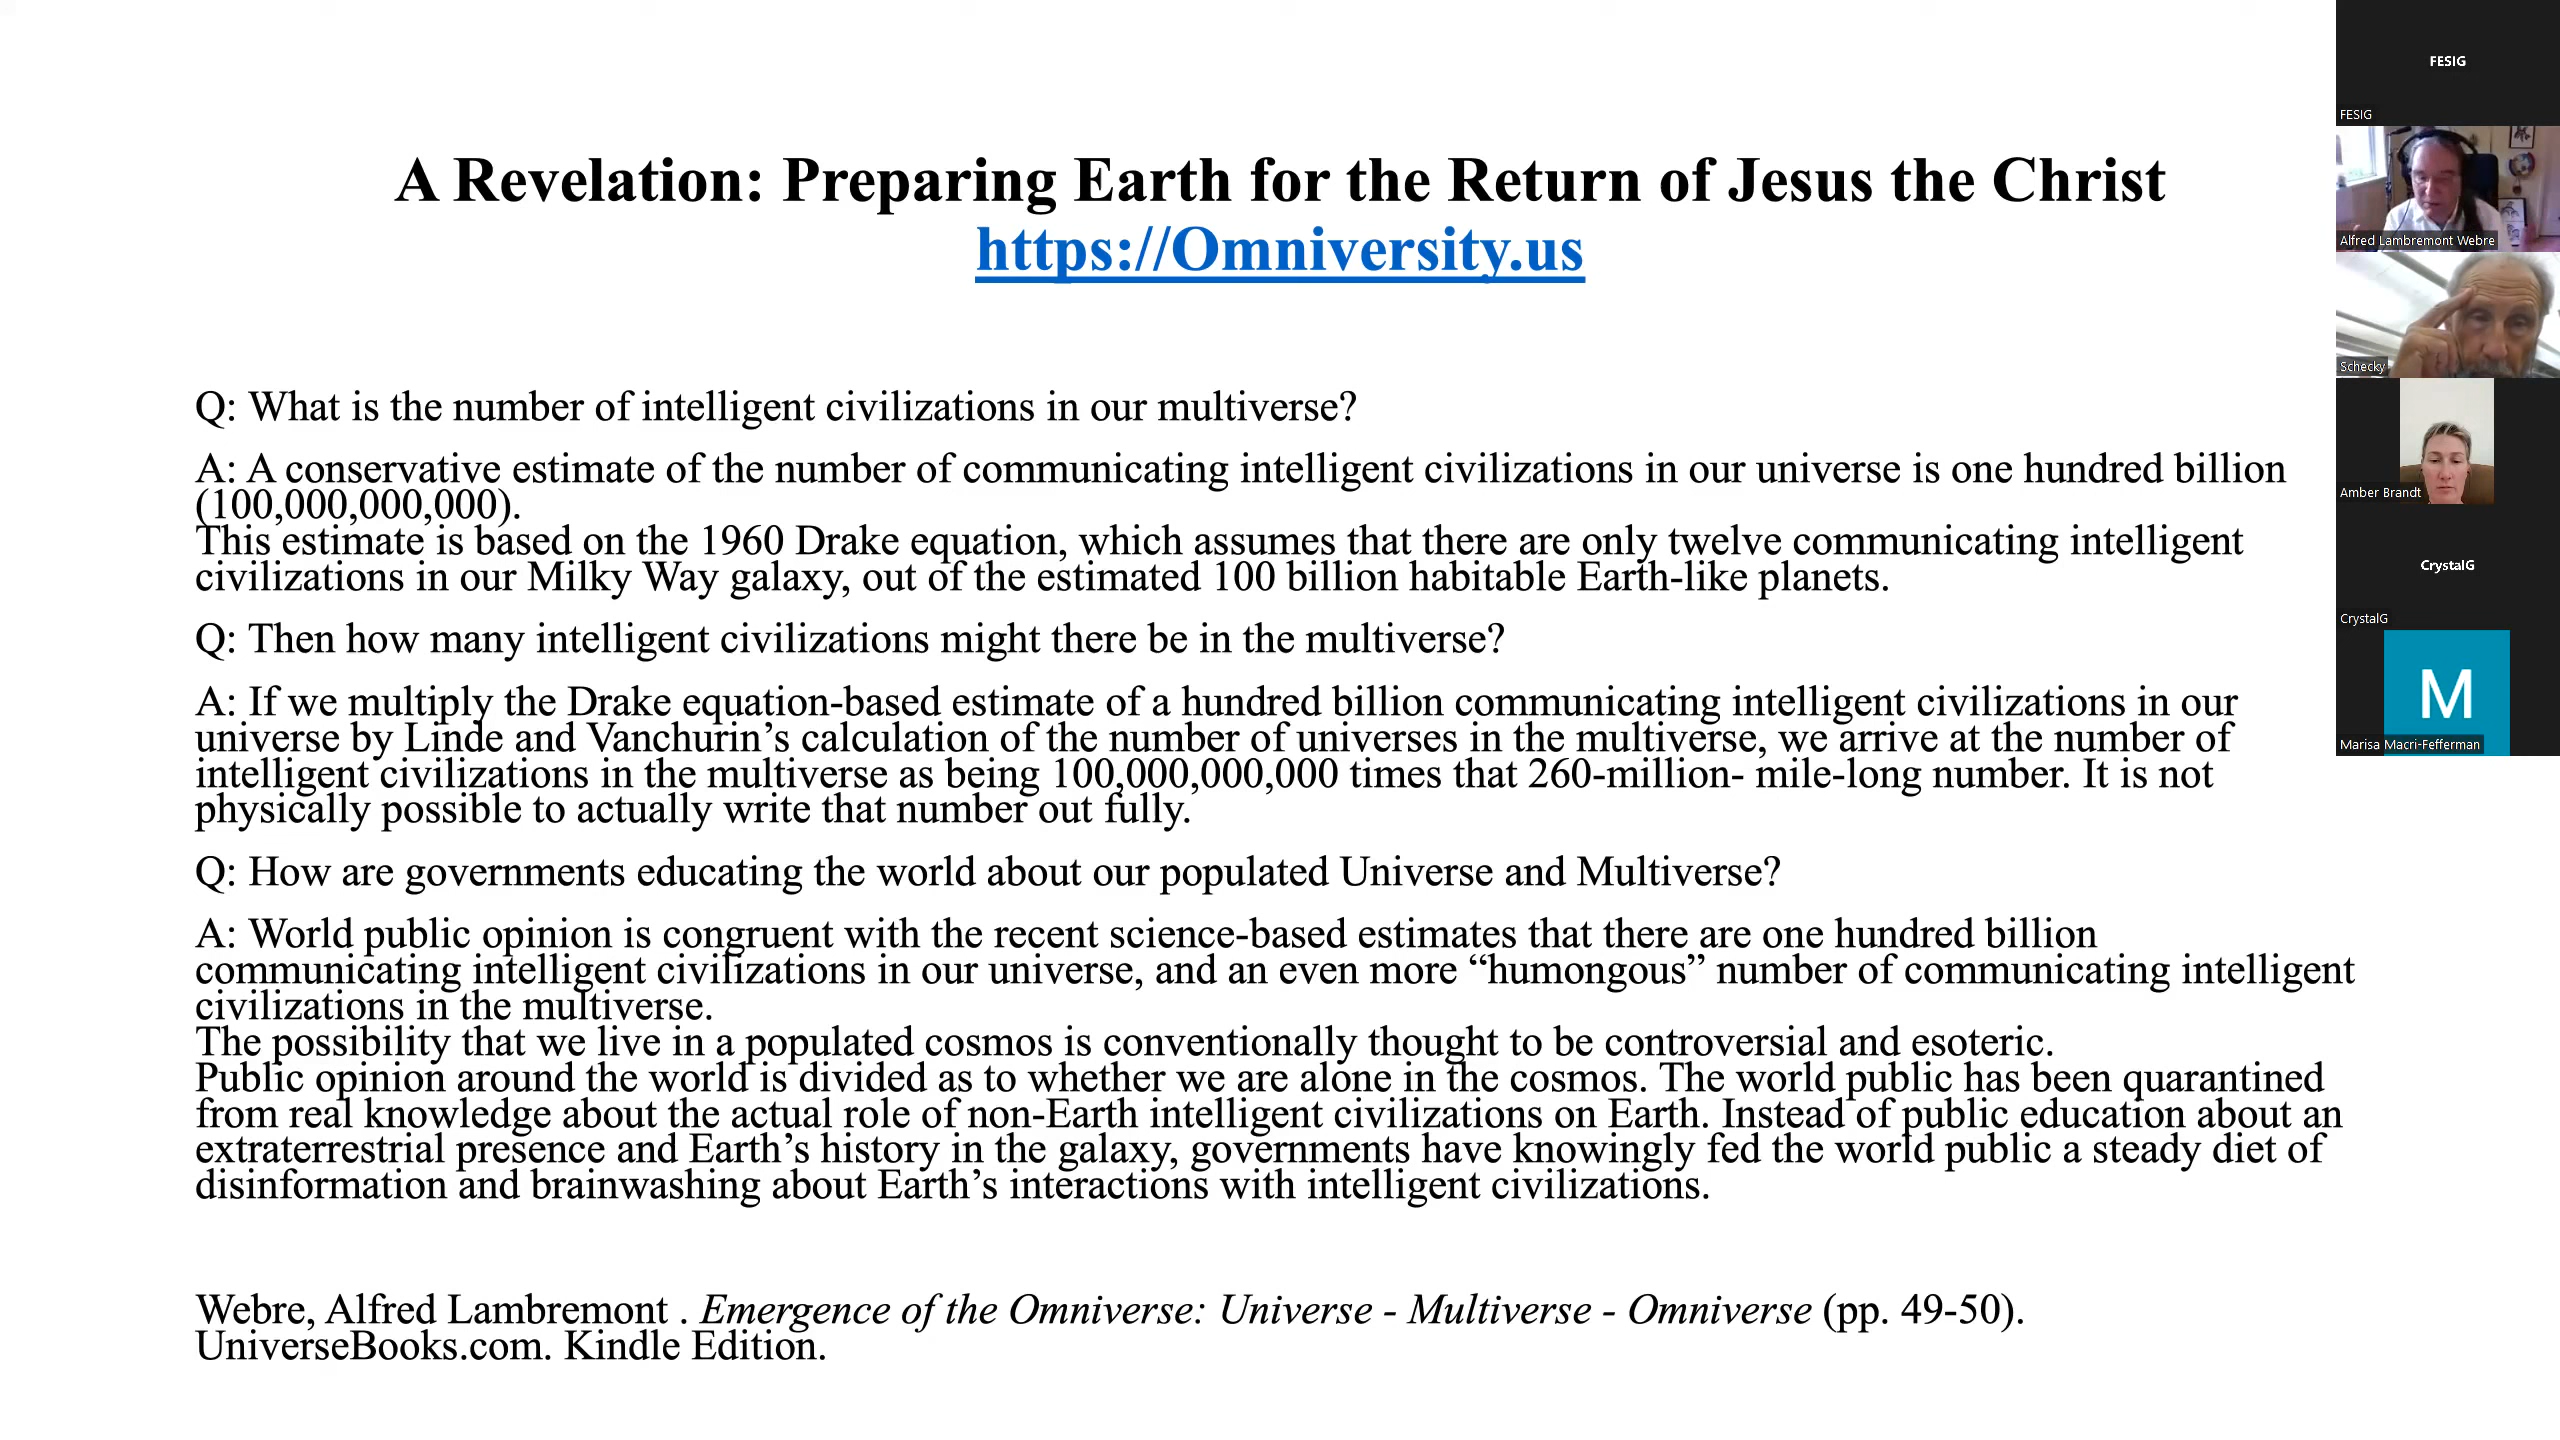 A Revelation: Preparing Earth for the Return of Jesus the Christ
https://Omniversity.us
Q: What is the number of intelligent civilizations in our multiverse?
A: A conservative estimate of the number of communicating intelligent civilizations in our universe is one hundred billion
(100,000,000,000).
This estimate is based on the 1960 Drake equation, which assumes that there are only twelve communicating intelligent
civilizations in our Milky Way galaxy, out of the estimated 100 billion habitable Earth-like planets.
Q: Then how many intelligent civilizations might there be in the multiverse?
A: If we multiply the Drake equation-based estimate of a hundred billion communicating intelligent civilizations in our
universe by Linde and Vanchurin’s calculation of the number of universes in the multiverse, we arrive at the number of
intelligent civilizations in the multiverse as being 100,000,000,000 times that 260-million- mile-long number. It is not
physically possible to actually write that number out fully.
Q: How are governments educating the world about our populated Universe and Multiverse?
A: World public opinion is congruent with the recent science-based estimates that there are one hundred billion
communicating intelligent civilizations in our universe, and an even more “humongous” number of communicating intelligent
civilizations in the multiverse.
The possibility that we live in a populated cosmos is conventionally thought to be controversial and esoteric.
Public opinion around the world is divided as to whether we are alone in the cosmos. The world public has been quarantined
from real knowledge about the actual role of non-Earth intelligent civilizations on Earth. Instead of public education about an
extraterrestrial presence and Earth’s history in the galaxy, governments have knowingly fed the world public a steady diet of
disinformation and brainwashing about Earth’s interactions with intelligent civilizations.
Webre, Alfred Lambremont . Emergence of the Omniverse: Universe - Multiverse - Omniverse (pp. 49-50).
UniverseBooks.com. Kindle Edition.
FESIG
FESIG
Alfred Lambremont Webre
Schecky
Amber Brandt
CrystalG
CrystalG
M
Marisa Macri-Fefferman